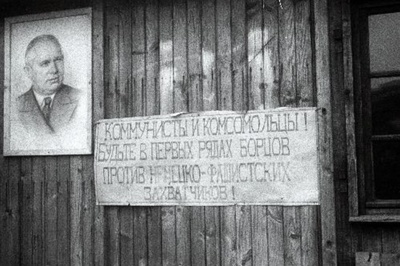 КОММУНИСТЫ И КОМСОМОЛЬЦЫ!
БУДЬТЕ В ПЕРВЫХ РЯДАХ БОРЦОВ
ПРОТИВ НЕМЕЦКО-ФАШИСТСКИХ
ЗАХВАТЧИКОВ!